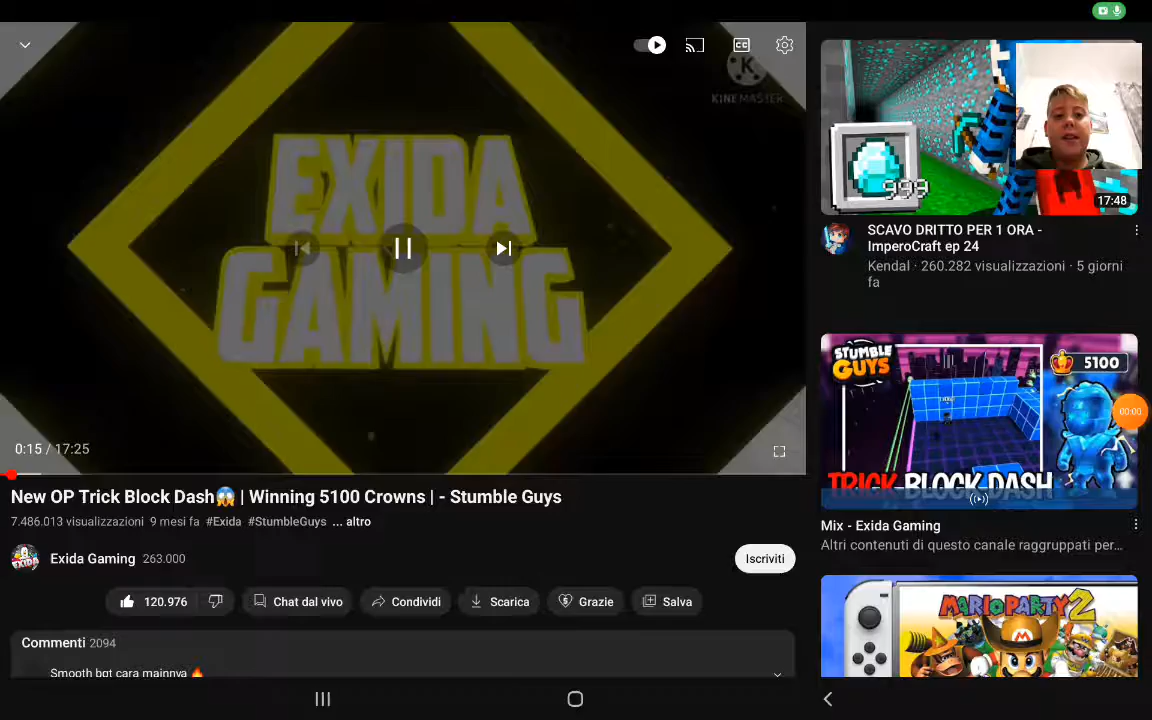 K
KINEMASTER
EXIDA
GAMING
0:15 / 17:25
New OP Trick Block Dash😱 | Winning 5100 Crowns | - Stumble Guys
7.486.013 visualizzazioni 9 mesi fa #Exida #StumbleGuys ... altro
Exida Gaming 263.000
Iscriviti
120.976
Chat dal vivo
Condividi
Scarica
Grazie
Salva
Commenti 2094
Smooth bot cara mainnya 🔥
999
17:48
SCAVO DRITTO PER 1 ORA -
ImperoCraft ep 24
Kendal · 260.282 visualizzazioni · 5 giorni
fa
STUMBLE
GUYS
5100
00:00
TRICK BLOCK DASH
Mix - Exida Gaming
Altri contenuti di questo canale raggruppati per...
MARIO PARTY 2